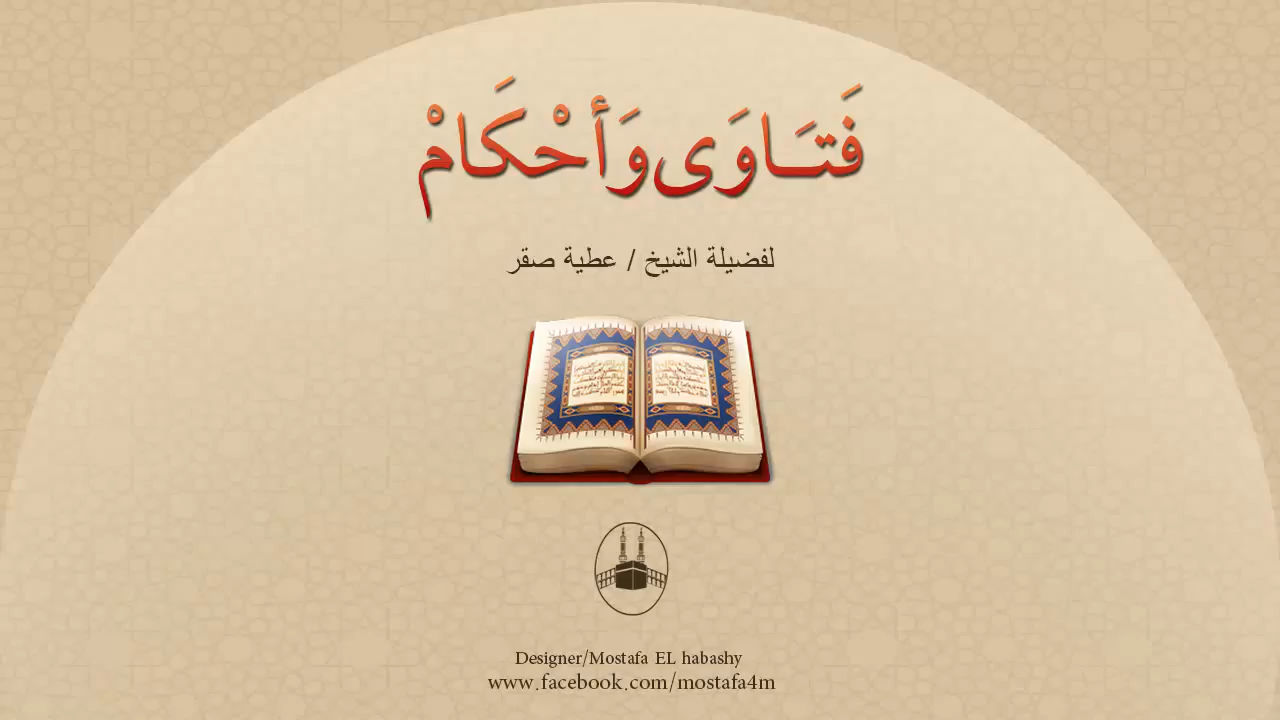 فَتَاوَى وَأَحْكَامْ
لفضيلة الشيخ / عطية صقر
Designer/Mostafa EL habashy
www.facebook.com/mostafa4m